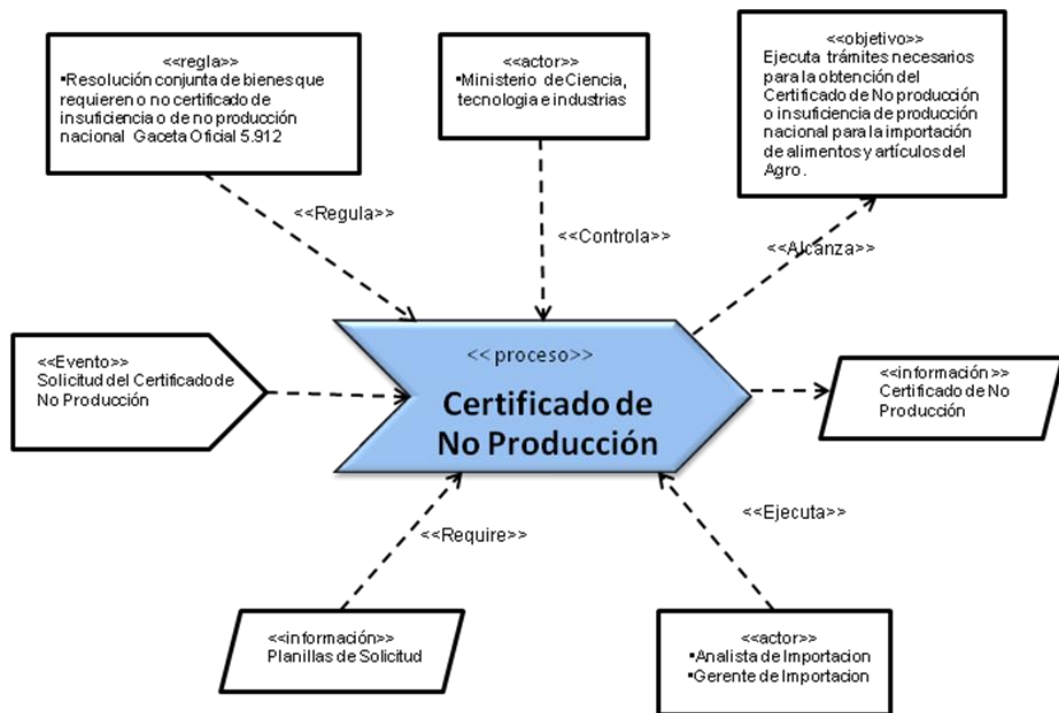 <<regla>>
▪Resolución conjunta de bienes que
requieren o no certificado de
insuficiencia o de no producción
nacional Gaceta Oficial 5.912
<<actor>>
▪Ministerio de Ciencia,
tecnologia e industrias
<<objetivo>>
Ejecuta trámites necesarios
para la obtención del
Certificado de No producción
o insuficiencia de producción
nacional para la importación
de alimentos y artículos del
Agro.
<<Regula>>
<<Controla>>
<<Alcanza>>
<<Evento>>
Solicitud del Certificado de
No Producción
<<proceso>>
Certificado de
No Producción
<<información>>
Certificado de No
Producción
<<Require>>
<<Ejecuta>>
<<información>>
Planillas de Solicitud
<<actor>>
▪Analista de Importacion
▪Gerente de Importacion